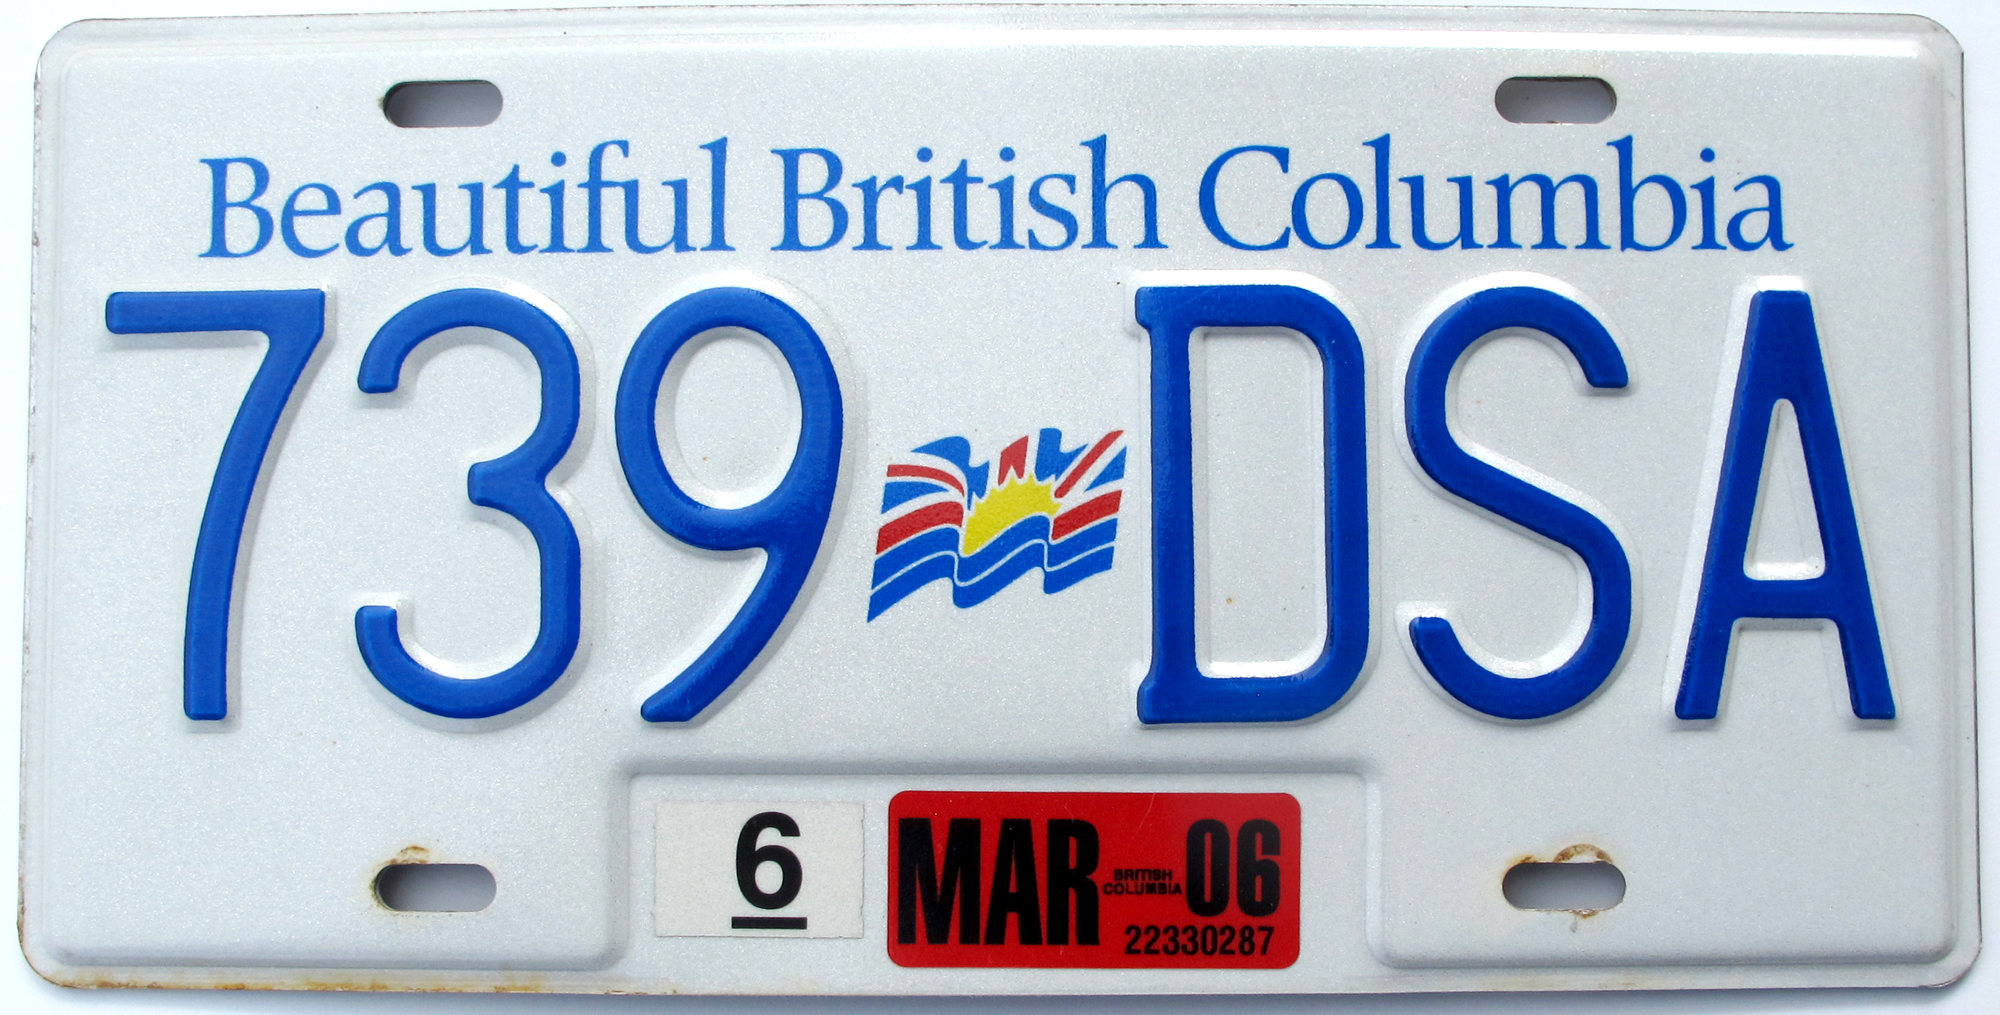 Beautiful British Columbia
739 DSA
6 MAR BRITISH COLUMBIA 06
22330287